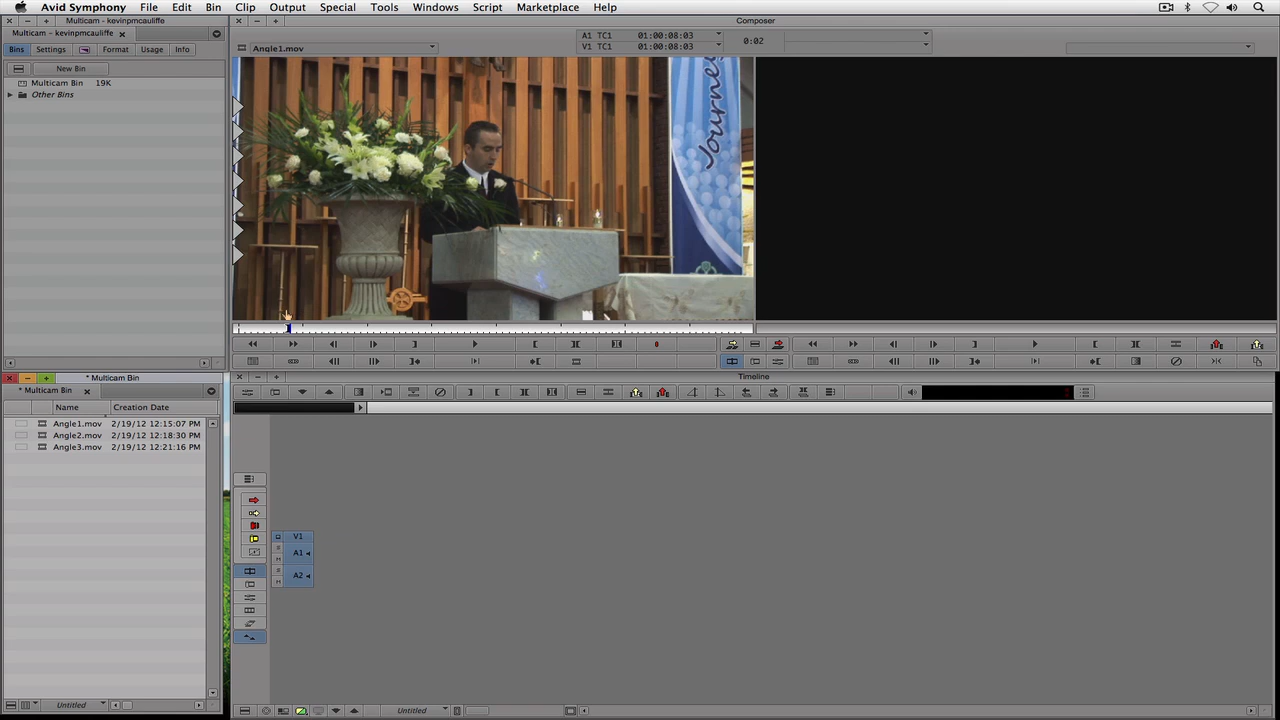 Avid Symphony File Edit Bin Clip Output Special Tools Windows Script Marketplace Help
Multicam - kevinpmcauliffe
Composer
Multicam - kevinpmcauliffe
Bins Settings Format Usage Info
New Bin
Multicam Bin 19K
Other Bins
Angle1.mov
A1 TC1 01:00:08:03
V1 TC1 01:00:08:03
0:02
Journey
* Multicam Bin
* Multicam Bin
Name Creation Date
Angle1.mov 2/19/12 12:15:07 PM
Angle2.mov 2/19/12 12:18:30 PM
Angle3.mov 2/19/12 12:21:16 PM
Untitled
Timeline
V1
A1
A2
Untitled